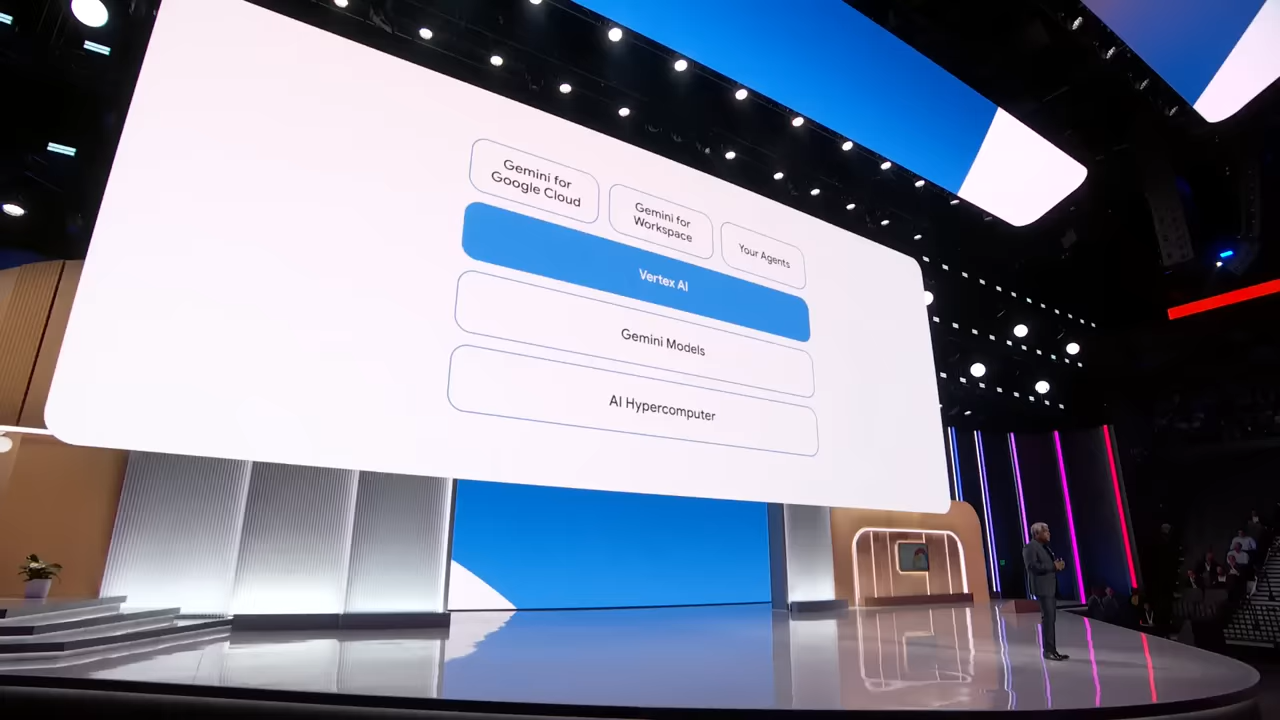 Gemini for
Google Cloud
Gemini for
Workspace
Your Agents
Vertex AI
Gemini Models
AI Hypercomputer